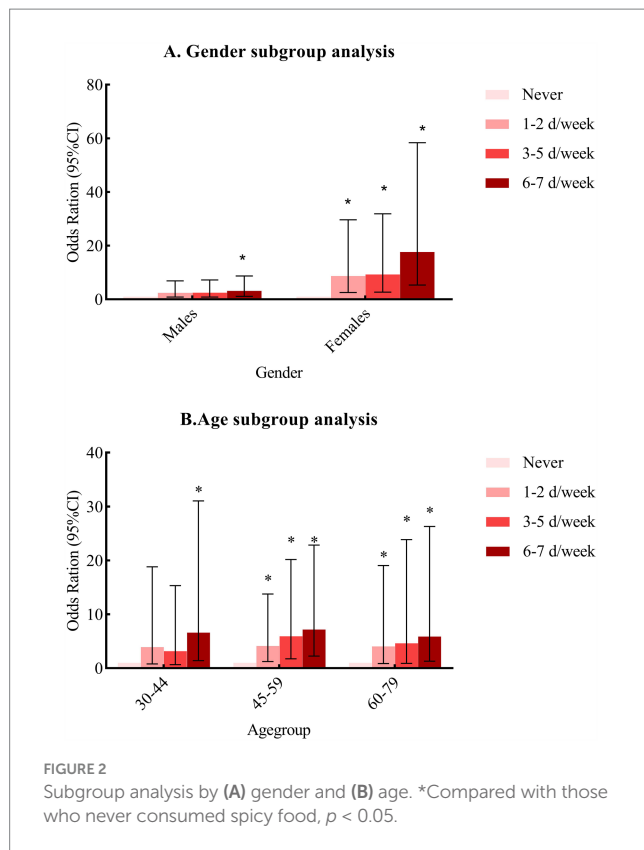 A. Gender subgroup analysis
80
60
40
20
0
Odds Ration (95%CI)
*
*
*
*
Males
Females
Gender
Never
1-2 d/week
3-5 d/week
6-7 d/week
B.Age subgroup analysis
40
30
20
10
0
Odds Ration (95%CI)
*
*
*
*
*
*
*
30-44
45-59
60-79
Agegroup
Never
1-2 d/week
3-5 d/week
6-7 d/week
FIGURE 2
Subgroup analysis by (A) gender and (B) age. *Compared with those
who never consumed spicy food, p < 0.05.